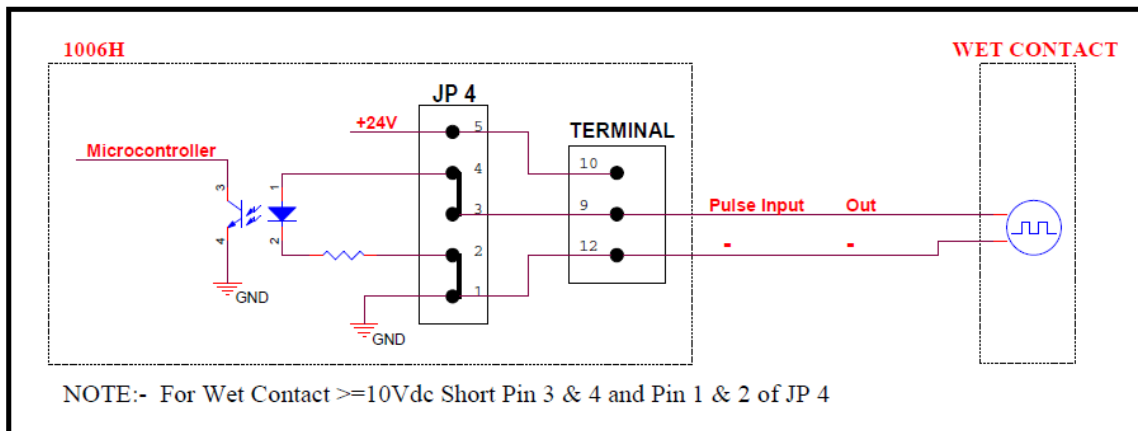 1006H
WET CONTACT
JP 4
+24V
5
TERMINAL
Microcontroller
10
4
3
1
9
Pulse Input
Out
3
4
2
2
12
-
-
1
GND
GND
NOTE:- For Wet Contact >=10Vdc Short Pin 3 & 4 and Pin 1 & 2 of JP 4